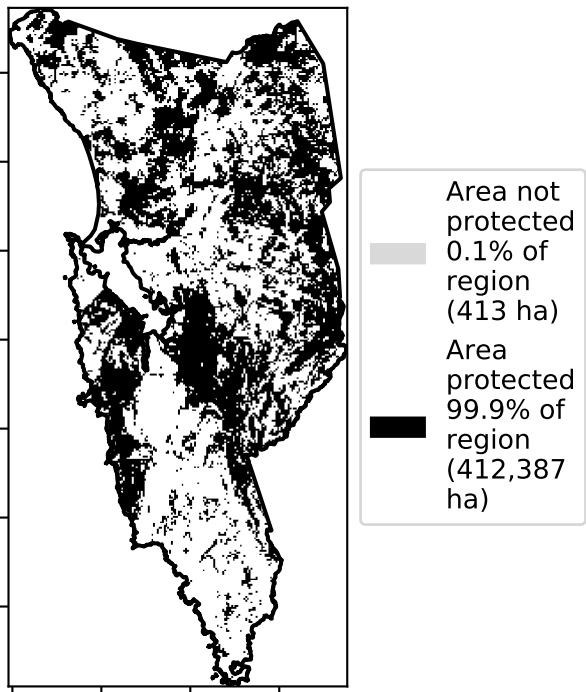 Area not
protected
0.1% of
region
(413 ha)
Area
protected
99.9% of
region
(412,387
ha)